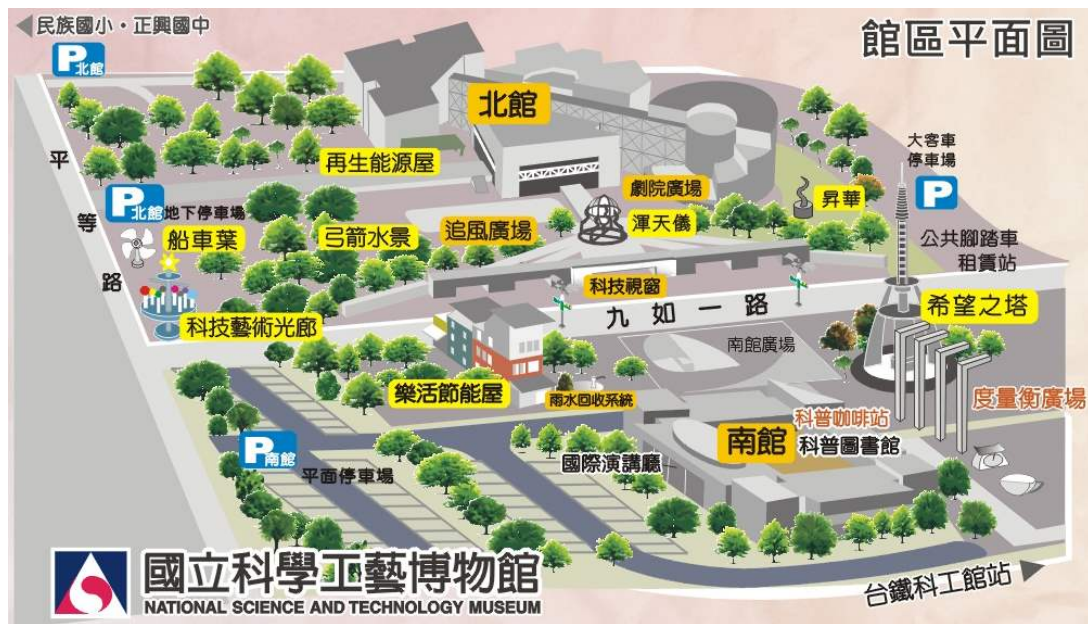 民族國小・正興國中
館區平面圖
P北館
北館
平等路
再生能源屋
大客車
停車場
P
劇院廣場
昇華
P北館
地下停車場
船車葉
弓箭水景
追風廣場
渾天儀
公共腳踏車
租賃站
科技視窗
希望之塔
九如一路
科技藝術光廊
南館廣場
樂活節能屋
雨水回收系統
度量衡廣場
科普咖啡站
南館
科普圖書館
P南館
平面停車場
國際演講廳
國立科學工藝博物館
NATIONAL SCIENCE AND TECHNOLOGY MUSEUM
台鐵科工館站